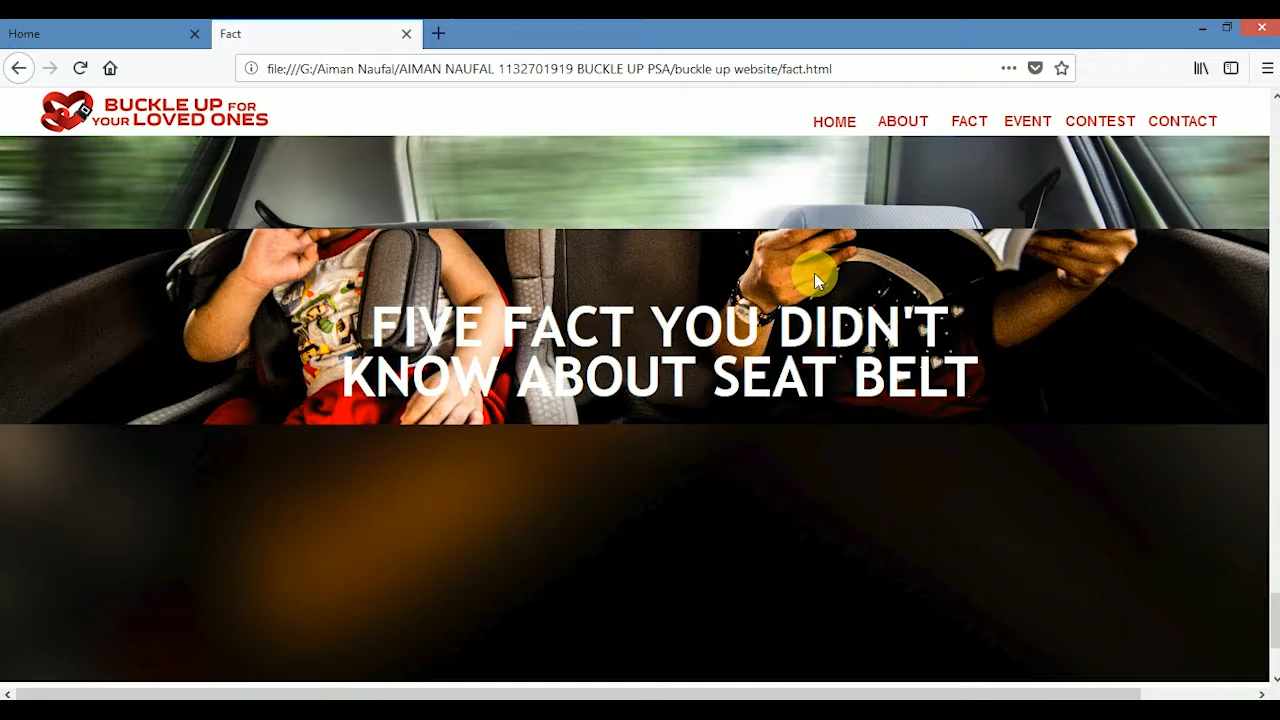 Home
Fact
file:///G:/Aiman Naufal/AIMAN NAUFAL 1132701919 BUCKLE UP PSA/buckle up website/fact.html
BUCKLE UP FOR
YOUR LOVED ONES
HOME ABOUT FACT EVENT CONTEST CONTACT
FIVE FACT YOU DIDN'T
KNOW ABOUT SEAT BELT